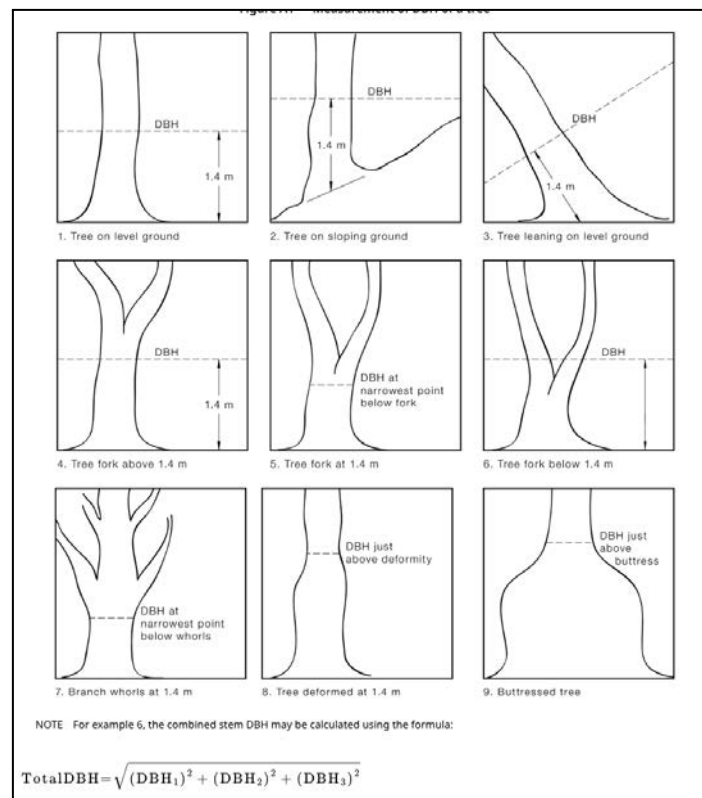 DBH
1.4 m
1. Tree on level ground
DBH
1.4 m
2. Tree on sloping ground
DBH
1.4 m
3. Tree leaning on level ground
DBH
1.4 m
4. Tree fork above 1.4 m
DBH at
narrowest point
below fork
5. Tree fork at 1.4 m
DBH
6. Tree fork below 1.4 m
DBH at
narrowest point
below whorls
7. Branch whorls at 1.4 m
DBH just
above deformity
8. Tree deformed at 1.4 m
DBH just
above
buttress
9. Buttressed tree
NOTE For example 6, the combined stem DBH may be calculated using the formula:
TotalDBH=√(DBH₁)² + (DBH₂)² + (DBH₃)²